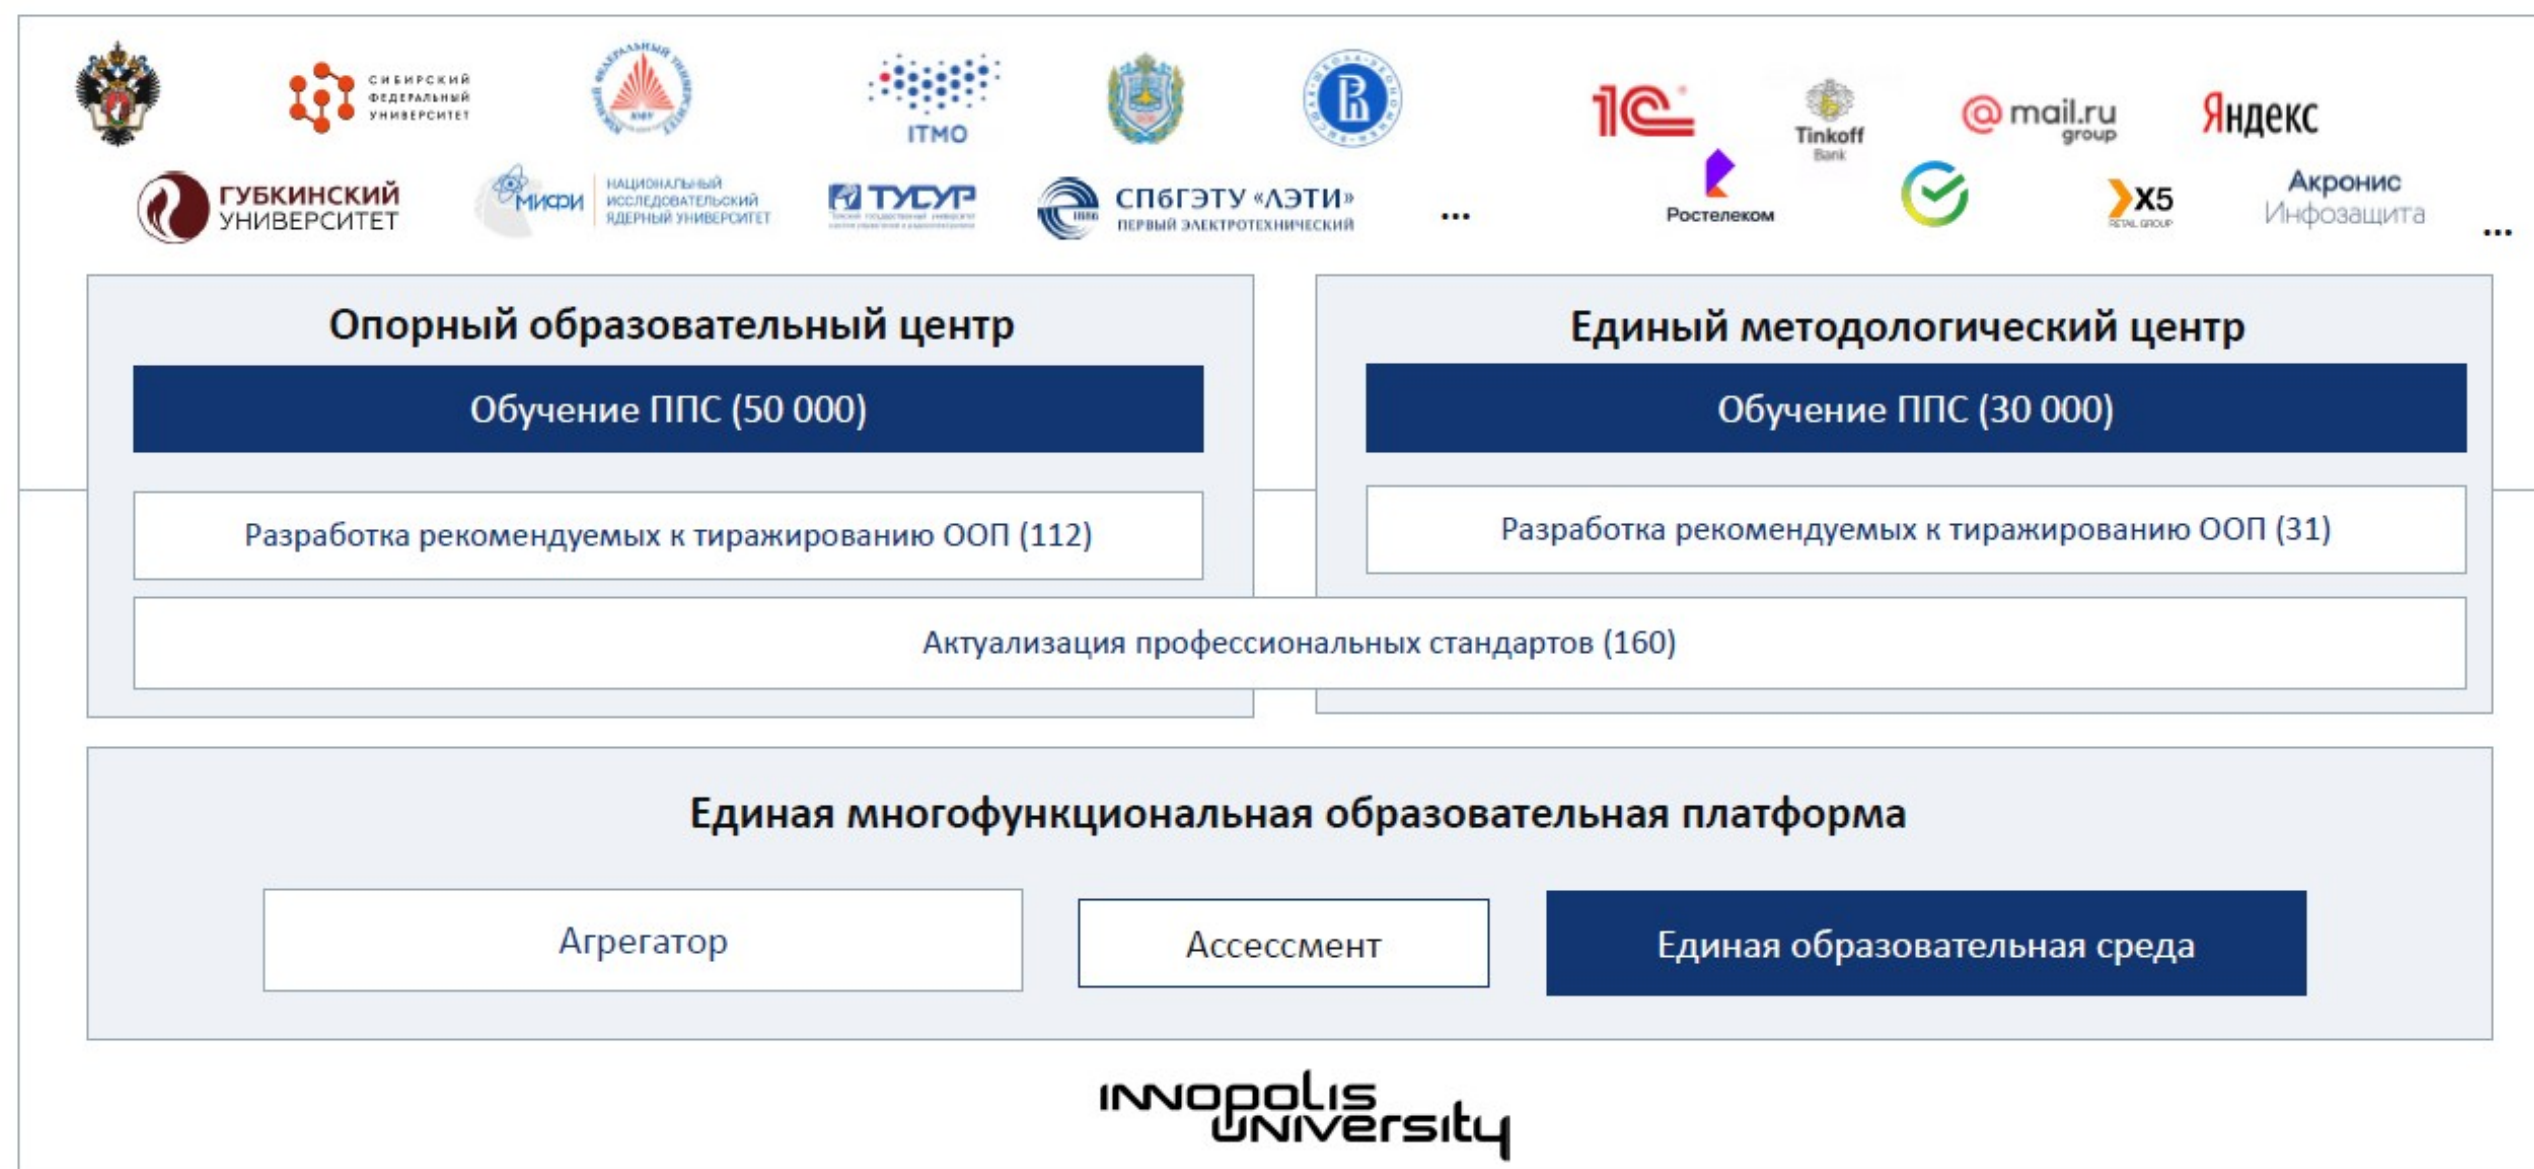 СИБИРСКИЙ
ФЕДЕРАЛЬНЫЙ
УНИВЕРСИТЕТ
ІТМО
1С
Tinkoff
Bank
@mail.ru
group
Яндекс
ГУБКИНСКИЙ
УНИВЕРСИТЕТ
МИФИ
НАЦИОНАЛЬНЫЙ
ИССЛЕДОВАТЕЛЬСКИЙ
ЯДЕРНЫЙ УНИВЕРСИТЕТ
ТУСУР
СПбГЭТУ «ЛЭТИ»
ПЕРВЫЙ ЭЛЕКТРОТЕХНИЧЕСКИЙ
...
Ростелеком
X5
RETAIL GROUP
Акронис
Инфозащита
...
Опорный образовательный центр
Обучение ППС (50 000)
Разработка рекомендуемых к тиражированию ООП (112)
Единый методологический центр
Обучение ППС (30 000)
Разработка рекомендуемых к тиражированию ООП (31)
Актуализация профессиональных стандартов (160)
Единая многофункциональная образовательная платформа
Агрегатор
Ассессмент
Единая образовательная среда
INNOPOLIS
UNIVERSITY